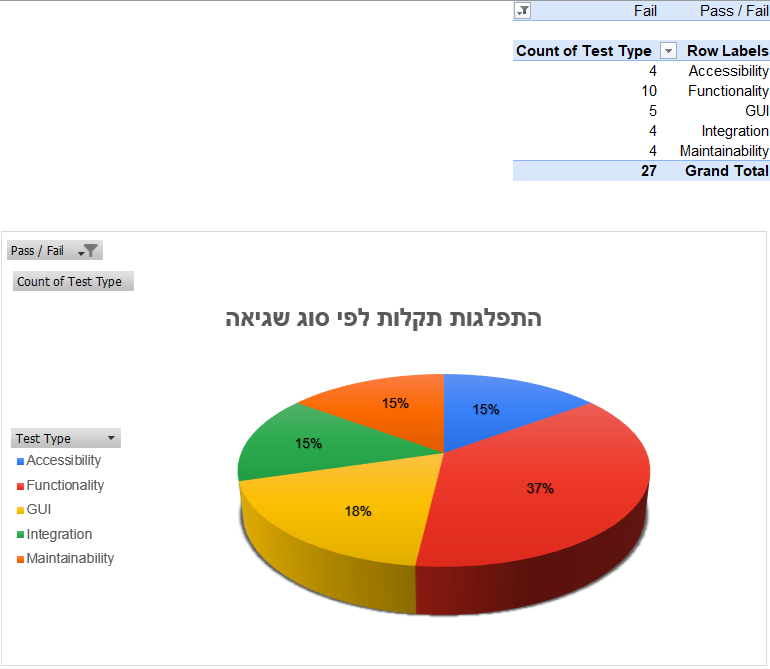 Fail Pass / Fail
Count of Test Type Row Labels
4 Accessibility
10 Functionality
5 GUI
4 Integration
4 Maintainability
27 Grand Total
Pass / Fail
Count of Test Type
התפלגות תקלות לפי סוג שגיאה
15% 15%
15%
37%
18%
Test Type
Accessibility
Functionality
GUI
Integration
Maintainability